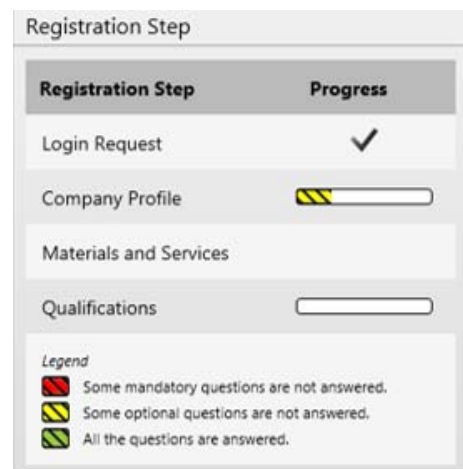 Registration Step
Registration Step Progress
Login Request
Company Profile
Materials and Services
Qualifications
Legend
Some mandatory questions are not answered.
Some optional questions are not answered.
All the questions are answered.